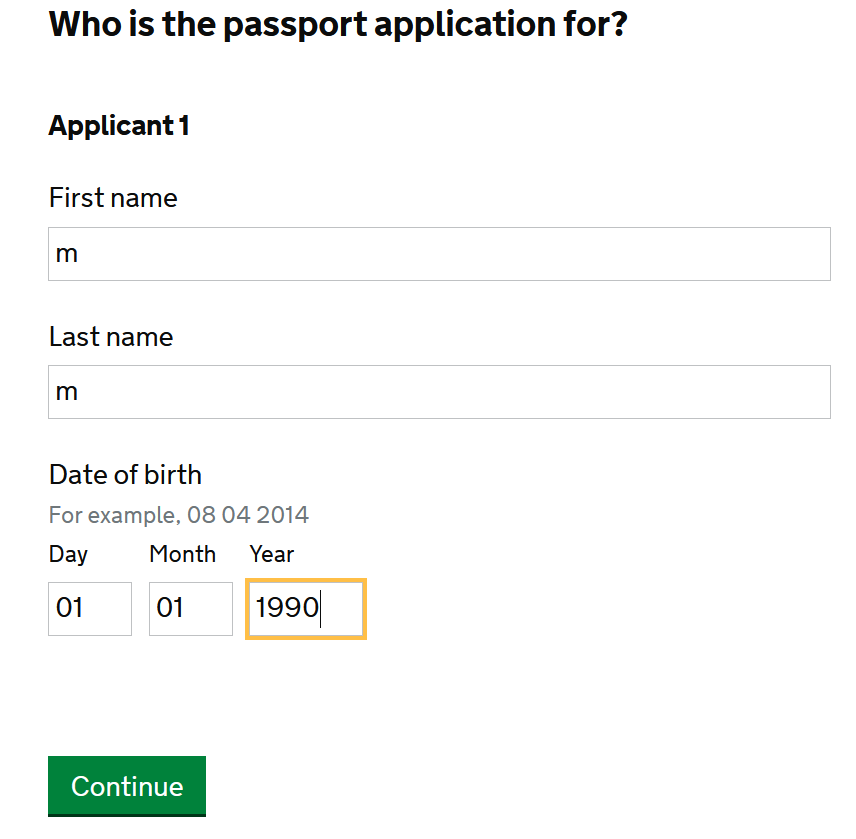 Who is the passport application for?
Applicant 1
First name
m
Last name
m
Date of birth
For example, 08 04 2014
Day Month Year
01 01 1990
Continue